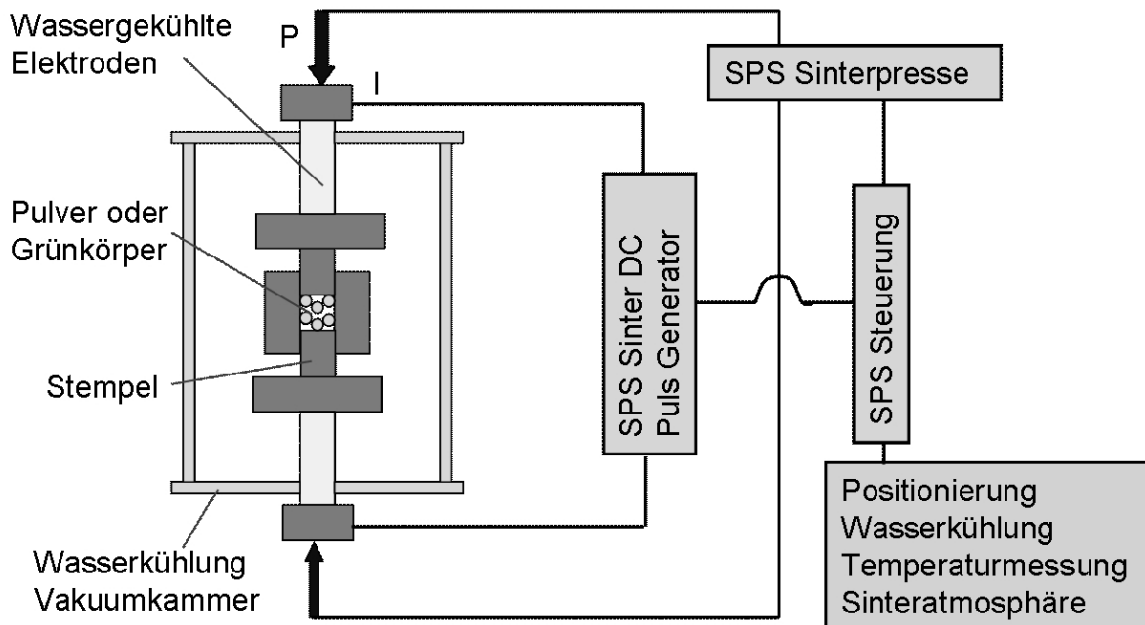 Wassergekühlte
Elektroden
P
I
SPS Sinterpresse
Pulver oder
Grünkörper
SPS Sinter DC
Puls Generator
SPS Steuerung
Stempel
Wasserkühlung
Vakuumkammer
Positionierung
Wasserkühlung
Temperaturmessung
Sinteratmosphäre